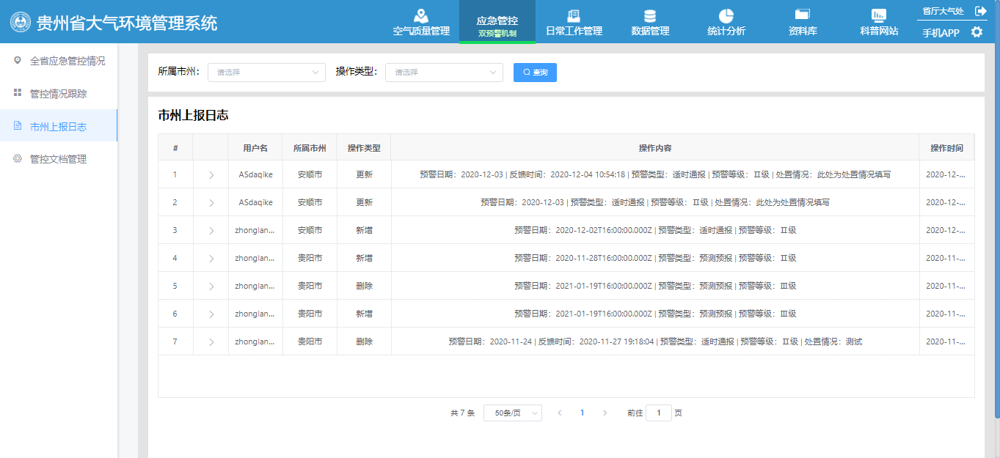 贵州省大气环境管理系统
空气质量管理
应急管控
双预警机制
日常工作管理
数据管理
统计分析
资料库
科普网站
省厅大气处
手机APP
全省应急管控情况
管控情况跟踪
市州上报日志
管控文档管理
所属市州： 请选择 操作类型： 请选择 查询
市州上报日志
# 用户名 所属市州 操作类型 操作内容 操作时间
1 ASdaqike 安顺市 更新 预警日期：2020-12-03 | 反馈时间：2020-12-04 10:54:18 | 预警类型：适时通报 | 预警等级：Ⅱ级 | 处置情况：此处为处置情况填写 2020-12-...
2 ASdaqike 安顺市 更新 预警日期：2020-12-03 | 预警类型：适时通报 | 预警等级：Ⅱ级 | 处置情况：此处为处置情况填写 2020-12-...
3 zhonglan... 安顺市 新增 预警日期：2020-12-02T16:00:00.000Z | 预警类型：适时通报 | 预警等级：Ⅱ级 2020-12-...
4 zhonglan... 贵阳市 新增 预警日期：2020-11-28T16:00:00.000Z | 预警类型：预测预报 | 预警等级：Ⅱ级 2020-11-...
5 zhonglan... 贵阳市 删除 预警日期：2021-01-19T16:00:00.000Z | 预警类型：预测预报 | 预警等级：Ⅲ级 2020-11-...
6 zhonglan... 贵阳市 新增 预警日期：2021-01-19T16:00:00.000Z | 预警类型：预测预报 | 预警等级：Ⅲ级 2020-11-...
7 zhonglan... 贵阳市 删除 预警日期：2020-11-24 | 反馈时间：2020-11-27 19:18:04 | 预警类型：适时通报 | 预警等级：Ⅱ级 | 处置情况：测试 2020-11-...
共 7 条 50条/页 1 前往 1 页